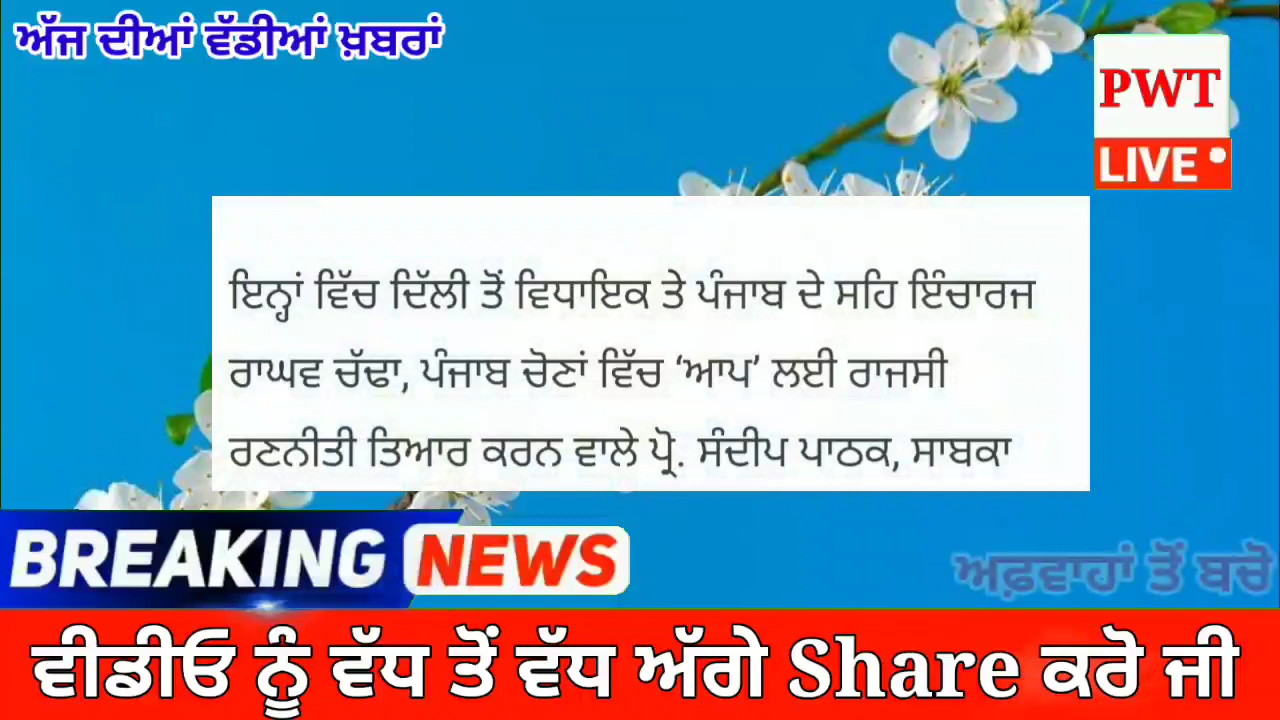 ਅੱਜ ਦੀਆਂ ਵੱਡੀਆਂ ਖ਼ਬਰਾਂ
PWT
LIVE
ਇਨ੍ਹਾਂ ਵਿੱਚ ਦਿੱਲੀ ਤੋਂ ਵਿਧਾਇਕ ਤੇ ਪੰਜਾਬ ਦੇ ਸਹਿ ਇੰਚਾਰਜ
ਰਾਘਵ ਚੱਢਾ, ਪੰਜਾਬ ਚੋਣਾਂ ਵਿੱਚ ‘ਆਪ’ ਲਈ ਰਾਜਸੀ
ਰਣਨੀਤੀ ਤਿਆਰ ਕਰਨ ਵਾਲੇ ਪ੍ਰੋ. ਸੰਦੀਪ ਪਾਠਕ, ਸਾਬਕਾ
BREAKING NEWS
ਅਫ਼ਵਾਹਾਂ ਤੋਂ ਬਚੋ
ਵੀਡੀਓ ਨੂੰ ਵੱਧ ਤੋਂ ਵੱਧ ਅੱਗੇ Share ਕਰੋ ਜੀ